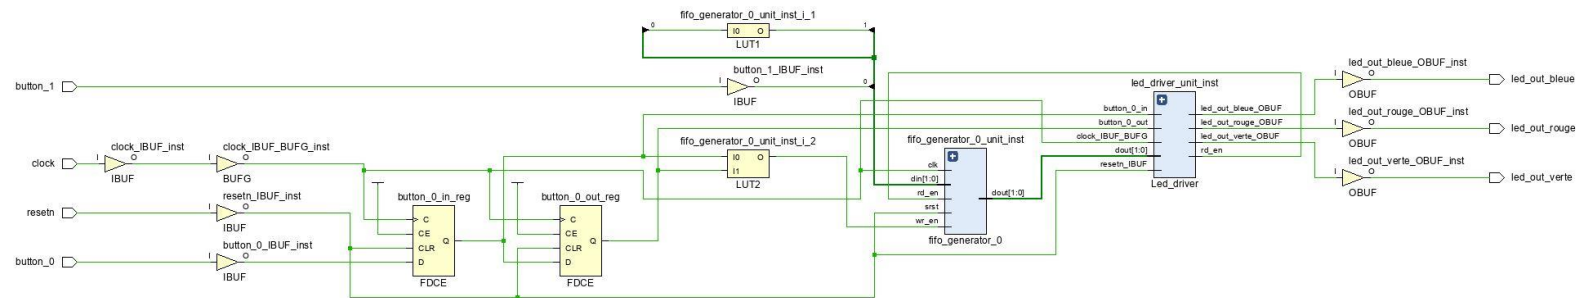 fifo_generator_0_unit_inst_i_1
0
I0 O
1
LUT1
button_1
button_1_IBUF_inst
I O
0
IBUF
led_driver_unit_inst
led_out_bleue_OBUF_inst
I O
OBUF
led_out_bleue
button_0_in
button_0_out
clock_IBUF_BUFG
dout[1:0]
resetn_IBUF
led_out_bleue_OBUF
led_out_rouge_OBUF
led_out_verte_OBUF
rd_en
Led_driver
led_out_rouge_OBUF_inst
I O
OBUF
led_out_rouge
led_out_verte_OBUF_inst
I O
OBUF
led_out_verte
fifo_generator_0_unit_inst_i_2
I0 O
I1
LUT2
fifo_generator_0_unit_inst
clk
din[1:0]
rd_en
srst
wr_en
dout[1:0]
fifo_generator_0
clock
clock_IBUF_inst
I O
IBUF
clock_IBUF_BUFG_inst
I O
BUFG
resetn
resetn_IBUF_inst
I O
IBUF
button_0
button_0_IBUF_inst
I O
IBUF
button_0_in_reg
C
CE
CLR
D
Q
FDCE
button_0_out_reg
C
CE
CLR
D
Q
FDCE